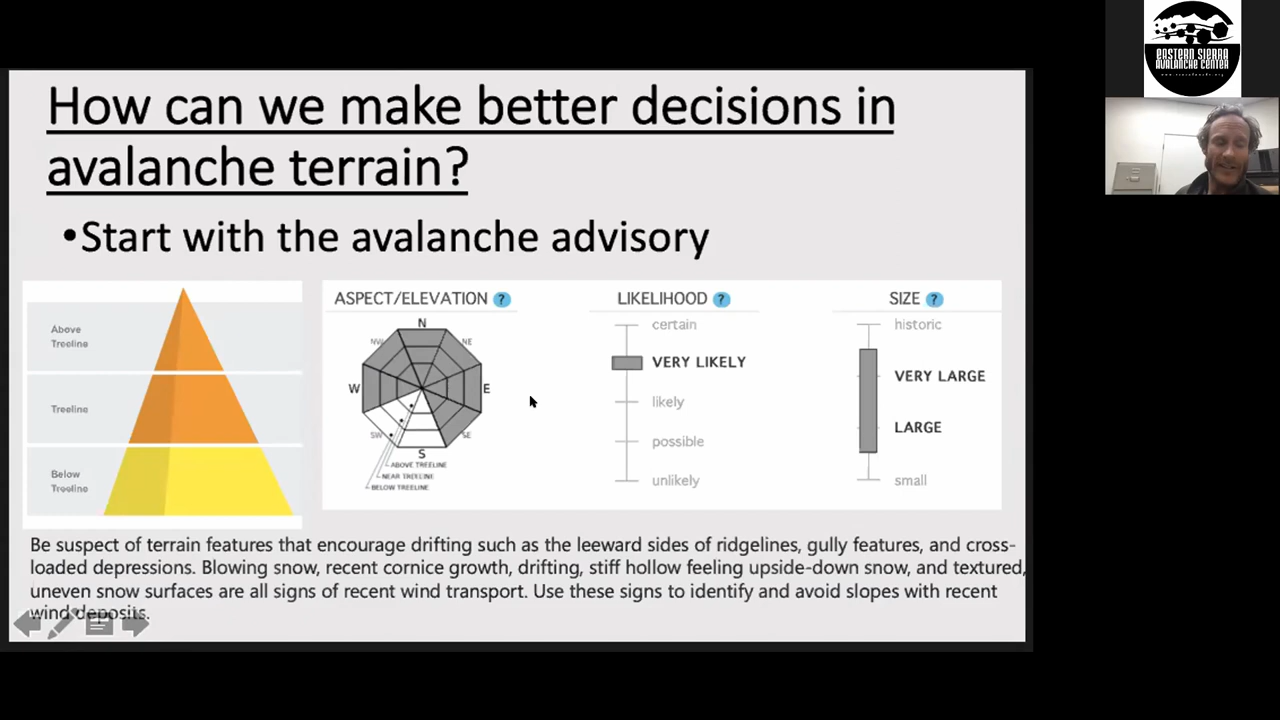 How can we make better decisions in
avalanche terrain?
•Start with the avalanche advisory
Above
Treeline
Treeline
Below
Treeline
ASPECT/ELEVATION ?
N
NW
NE
W
E
SW
SE
S
ABOVE TREELINE
NEAR TREELINE
BELOW TREELINE
LIKELIHOOD ?
certain
VERY LIKELY
likely
possible
unlikely
SIZE ?
historic
VERY LARGE
LARGE
small
Be suspect of terrain features that encourage drifting such as the leeward sides of ridgelines, gully features, and cross-
loaded depressions. Blowing snow, recent cornice growth, drifting, stiff hollow feeling upside-down snow, and textured,
uneven snow surfaces are all signs of recent wind transport. Use these signs to identify and avoid slopes with recent
wind deposits.
EASTERN SIERRA
AVALANCHE CENTER